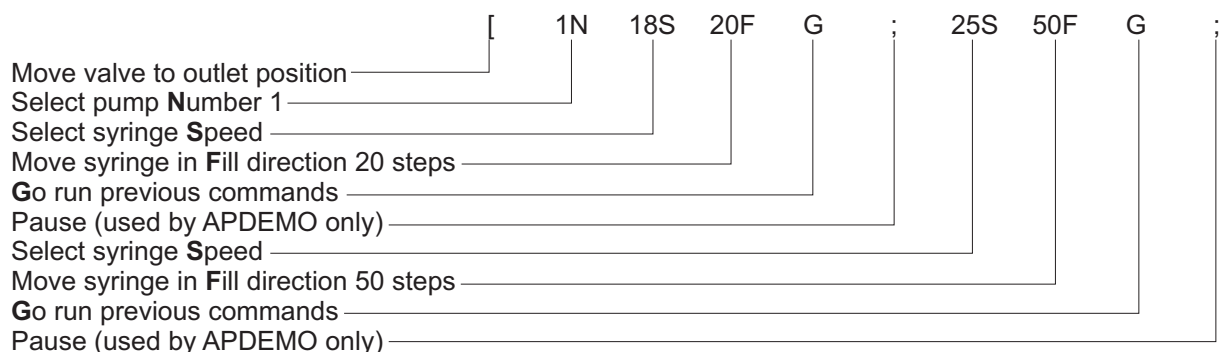 [ 1N 18S 20F G ; 25S 50F G ;
Move valve to outlet position
Select pump Number 1
Select syringe Speed
Move syringe in Fill direction 20 steps
Go run previous commands
Pause (used by APDEMO only)
Select syringe Speed
Move syringe in Fill direction 50 steps
Go run previous commands
Pause (used by APDEMO only)